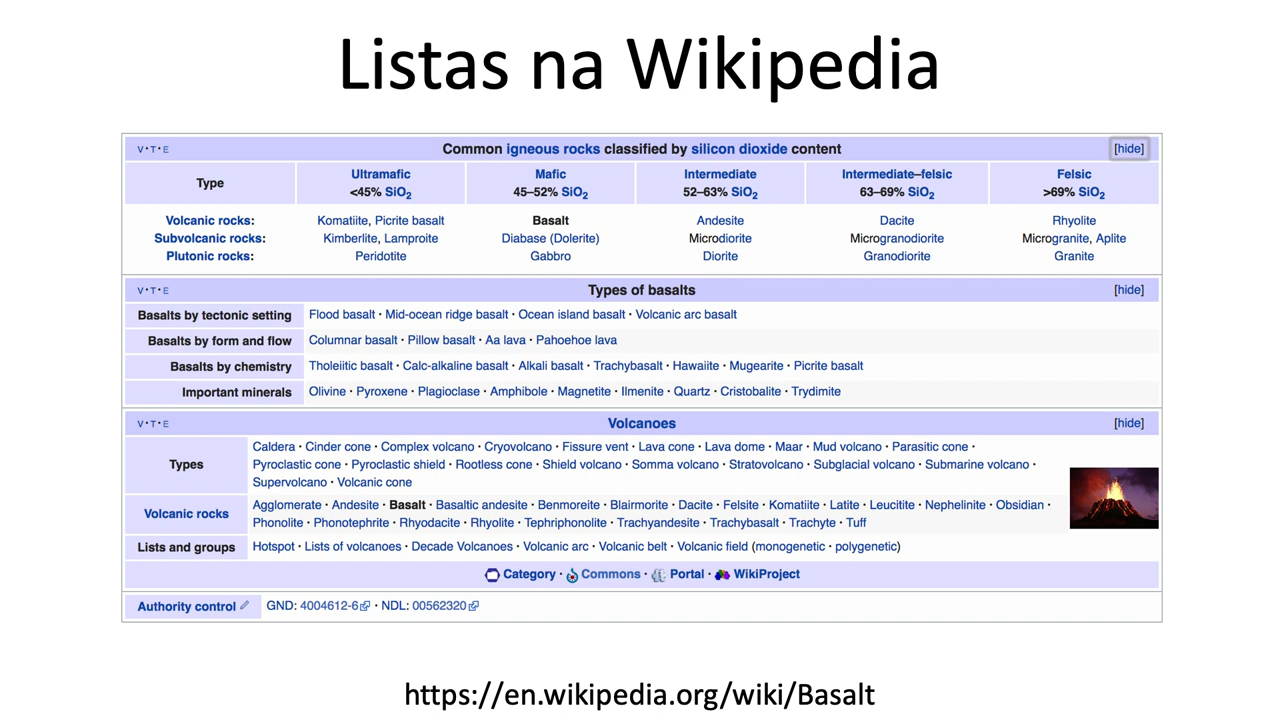 Listas na Wikipedia
V・T・E Common igneous rocks classified by silicon dioxide content [hide]
Type Ultramafic <45% SiO2 Mafic 45–52% SiO2 Intermediate 52–63% SiO2 Intermediate–felsic 63–69% SiO2 Felsic >69% SiO2
Volcanic rocks: Komatiite, Picrite basalt Basalt Andesite Dacite Rhyolite
Subvolcanic rocks: Kimberlite, Lamproite Diabase (Dolerite) Microdiorite Microgranodiorite Microgranite, Aplite
Plutonic rocks: Peridotite Gabbro Diorite Granodiorite Granite
V・T・E Types of basalts [hide]
Basalts by tectonic setting Flood basalt · Mid-ocean ridge basalt · Ocean island basalt · Volcanic arc basalt
Basalts by form and flow Columnar basalt · Pillow basalt · Aa lava · Pahoehoe lava
Basalts by chemistry Tholeiitic basalt · Calc-alkaline basalt · Alkali basalt · Trachybasalt · Hawaiite · Mugearite · Picrite basalt
Important minerals Olivine · Pyroxene · Plagioclase · Amphibole · Magnetite · Ilmenite · Quartz · Cristobalite · Trydimite
V・T・E Volcanoes [hide]
Types Caldera · Cinder cone · Complex volcano · Cryovolcano · Fissure vent · Lava cone · Lava dome · Maar · Mud volcano · Parasitic cone ·
Pyroclastic cone · Pyroclastic shield · Rootless cone · Shield volcano · Somma volcano · Stratovolcano · Subglacial volcano · Submarine volcano ·
Supervolcano · Volcanic cone
Volcanic rocks Agglomerate · Andesite · Basalt · Basaltic andesite · Benmoreite · Blairmorite · Dacite · Felsite · Komatiite · Latite · Leucitite · Nephelinite · Obsidian ·
Phonolite · Phonotephrite · Rhyodacite · Rhyolite · Tephriphonolite · Trachyandesite · Trachybasalt · Trachyte · Tuff
Lists and groups Hotspot · Lists of volcanoes · Decade Volcanoes · Volcanic arc · Volcanic belt · Volcanic field (monogenetic · polygenetic)
Category · Commons · Portal · WikiProject
Authority control GND: 4004612-6 · NDL: 00562320
https://en.wikipedia.org/wiki/Basalt